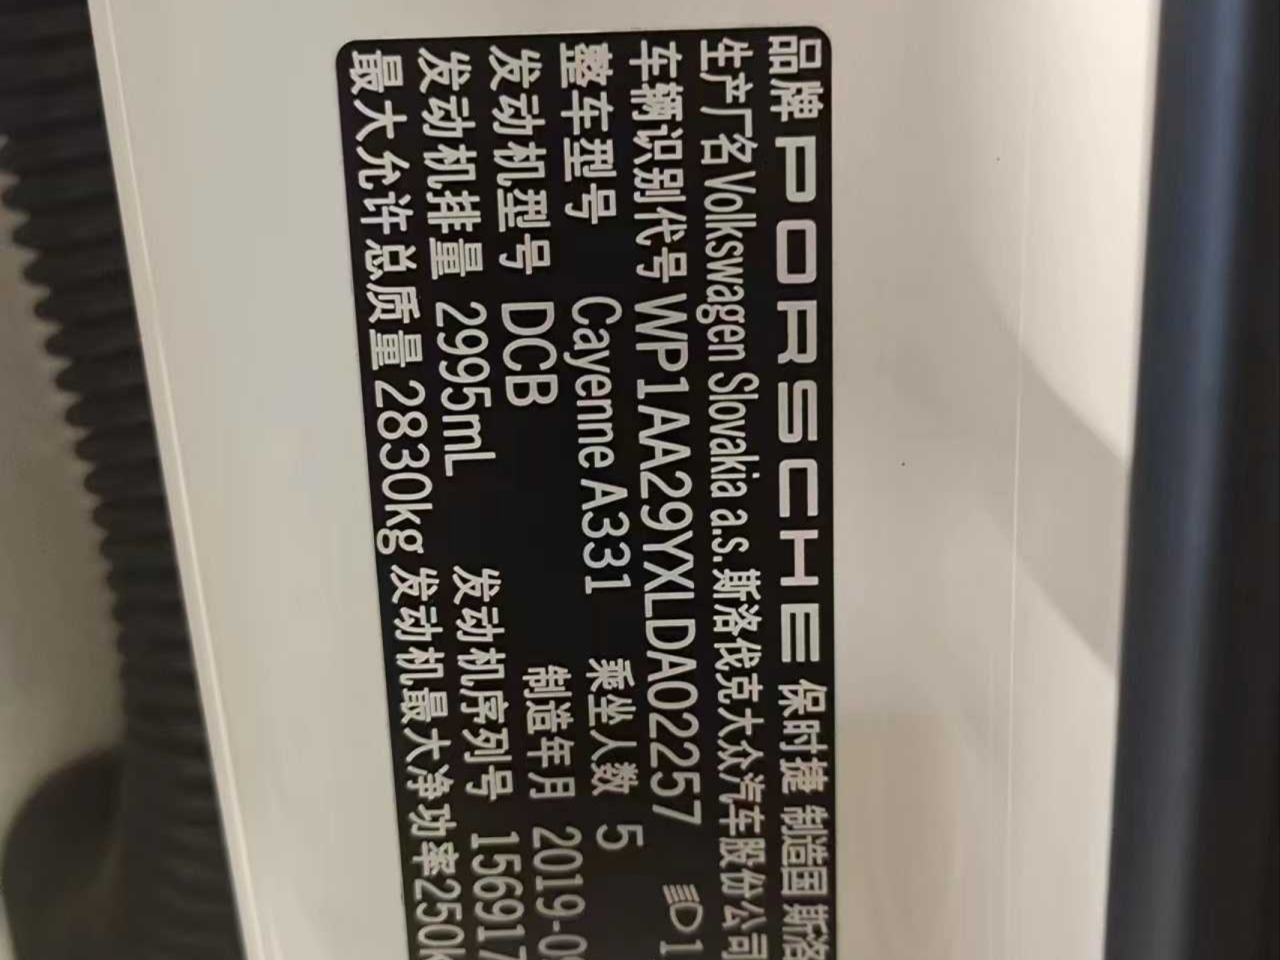 品牌 PORSCHE 保时捷 制造国 斯洛
生产厂名 Volkswagen Slovakia a.s. 斯洛伐克大众汽车股份公司
车辆识别代号 WP1AA29YXLDA02257 1
整车型号 Cayenne A331 乘坐人数 5
发动机型号 DCB 制造年月 2019-0
发动机排量 2995mL 发动机序列号 156917
最大允许总质量 2830kg 发动机最大净功率250k